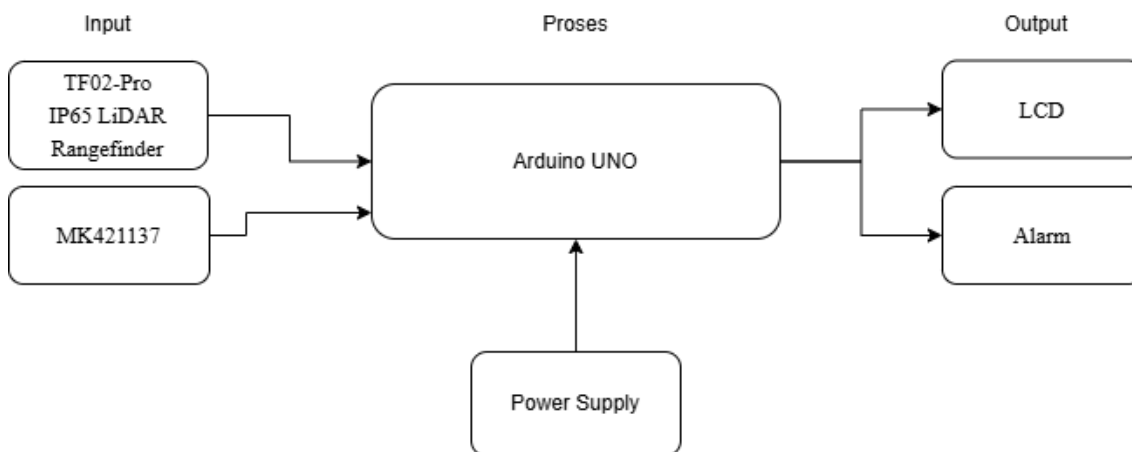 Input
Proses
Output
TF02-Pro
IP65 LiDAR
Rangefinder
MK421137
Arduino UNO
LCD
Alarm
Power Supply